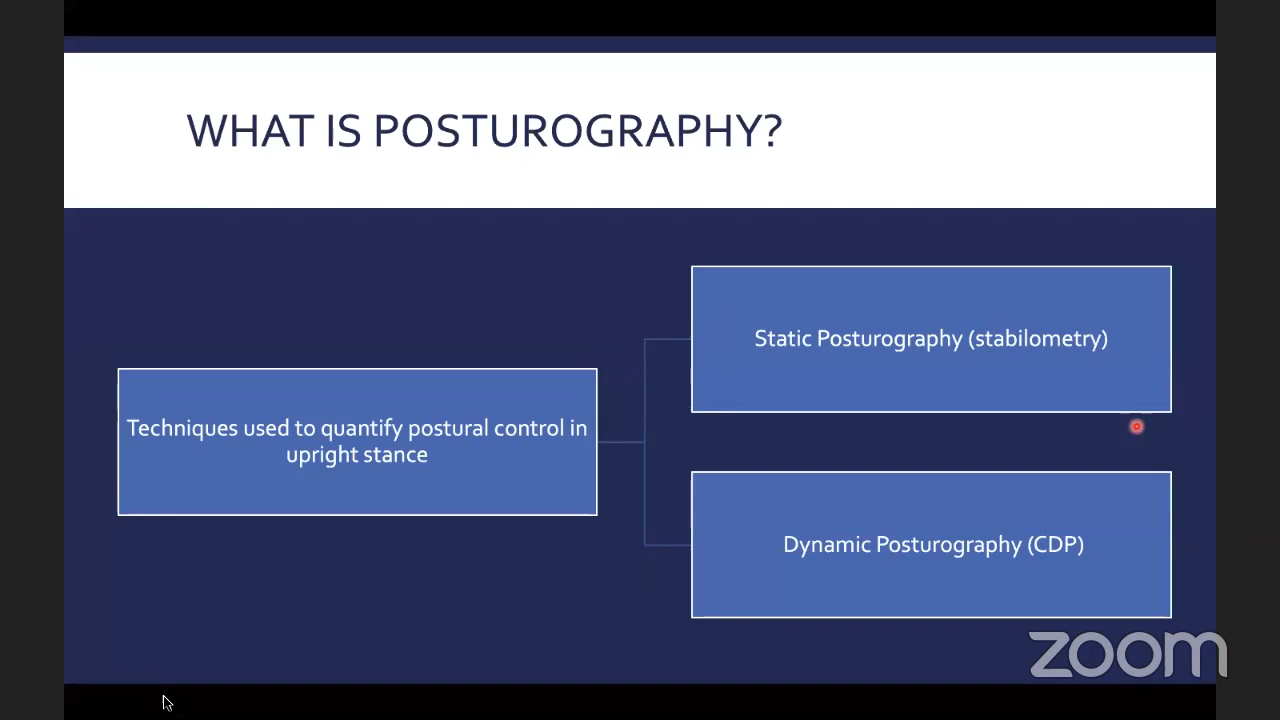 WHAT IS POSTUROGRAPHY?
Techniques used to quantify postural control in
upright stance
Static Posturography (stabilometry)
Dynamic Posturography (CDP)
zoom